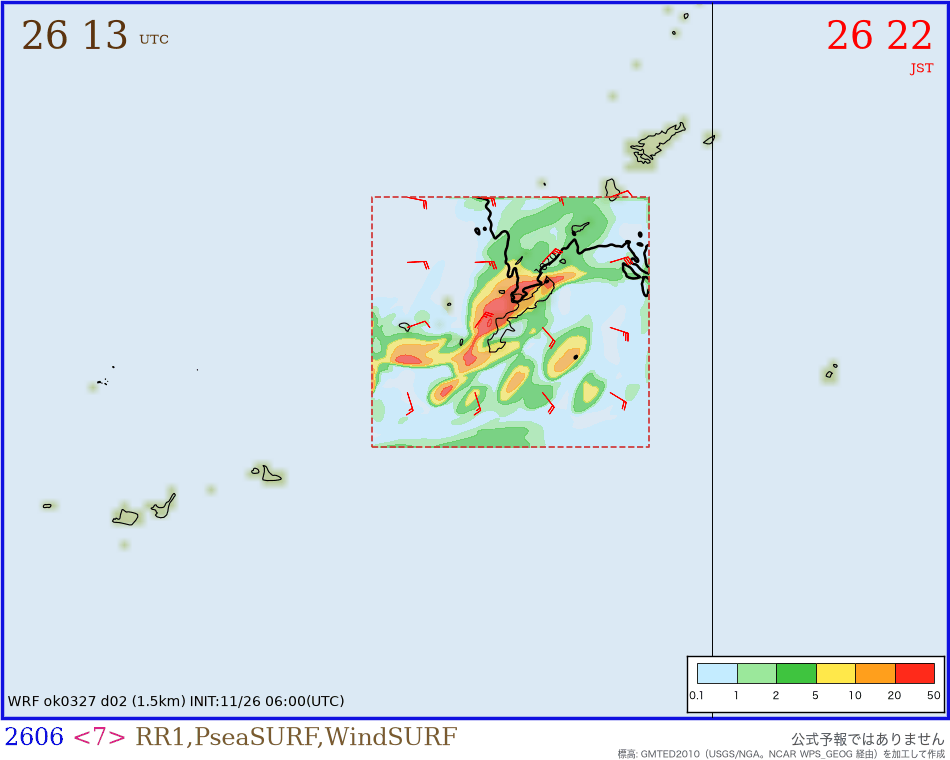 26 13 UTC
26 22
JST
0.1 1 2 5 10 20 50
WRF ok0327 d02 (1.5km) INIT:11/26 06:00(UTC)
2606 <7> RR1,PseaSURF,WindSURF
公式予報ではありません
標高: GMTED2010（USGS/NGA。NCAR WPS_GEOG 経由）を加工して作成